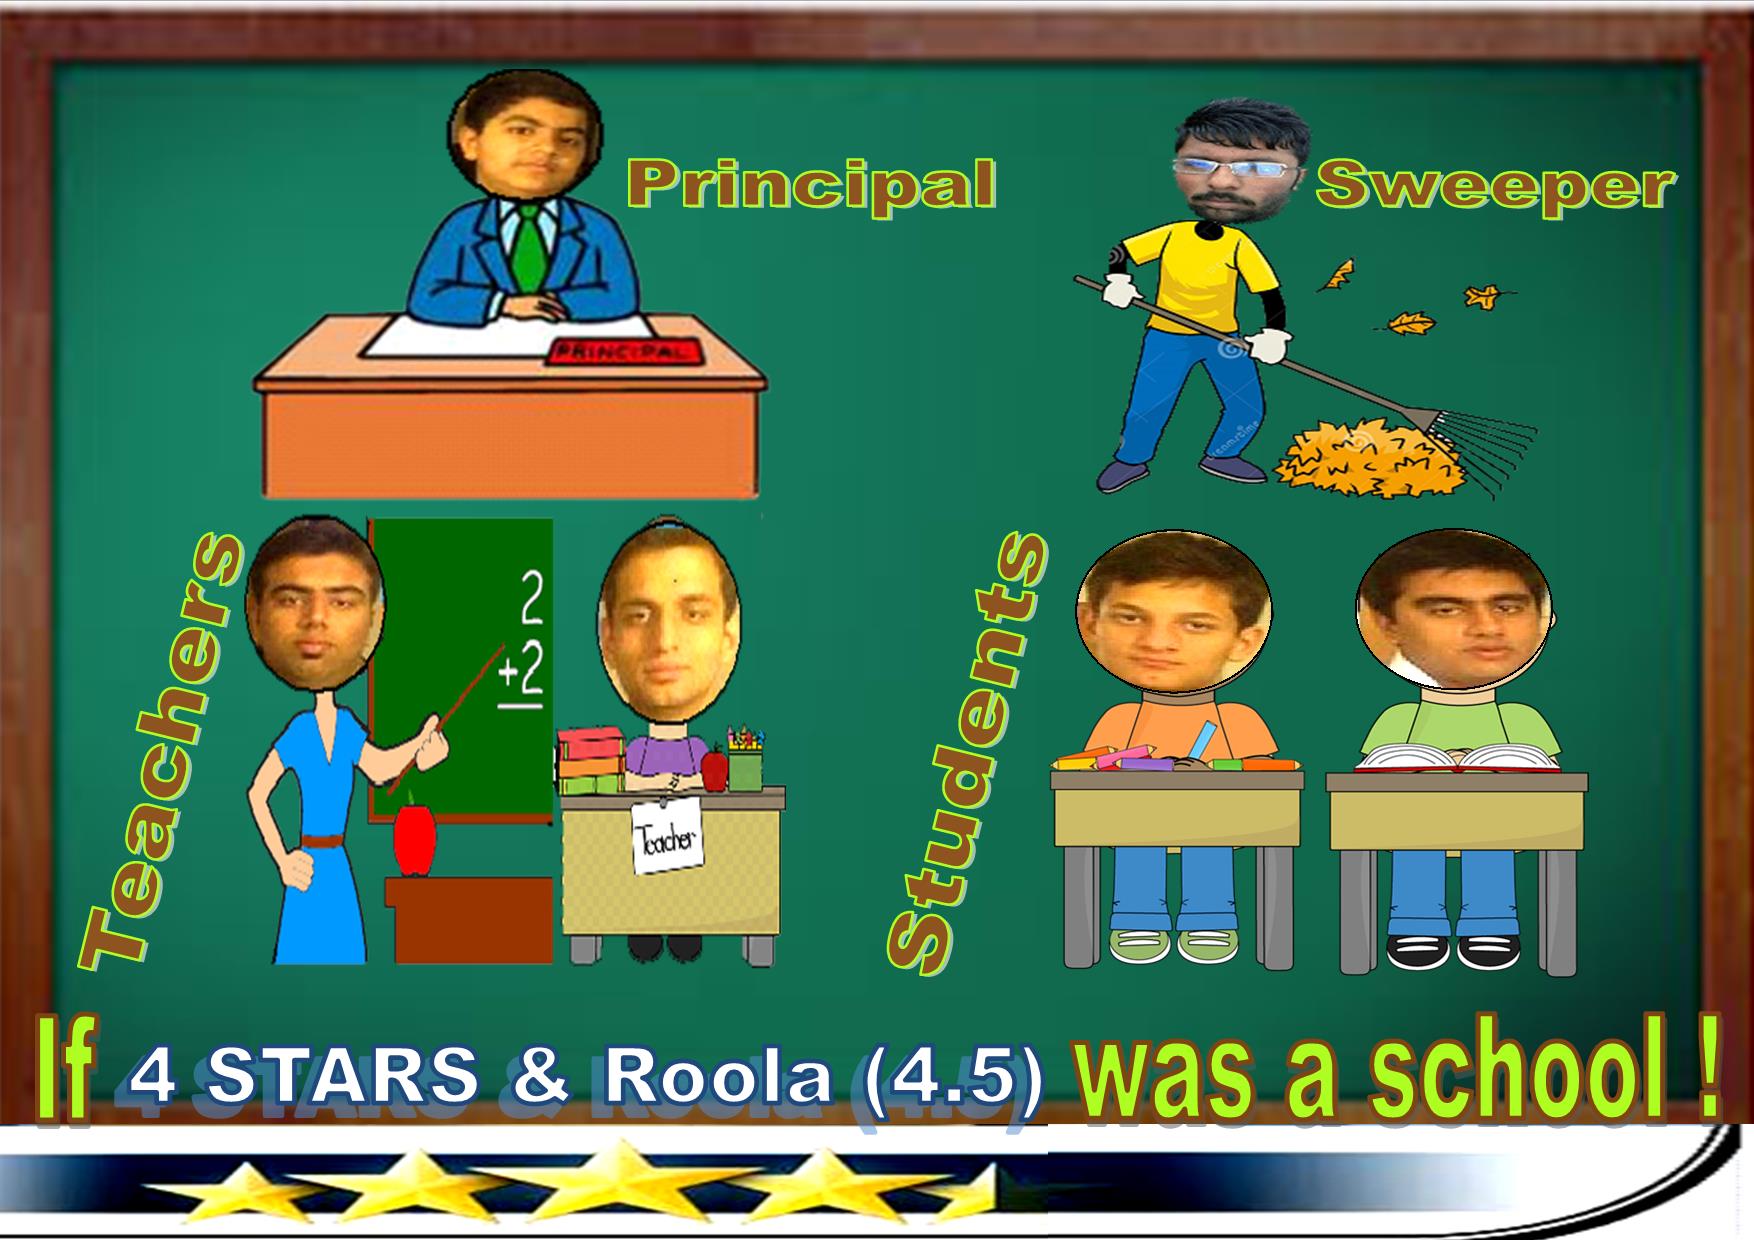 Principal
Sweeper
PRINCIPAL
Teachers
2
+2
Teacher
Students
If 4 STARS & Roola (4.5) was a school !